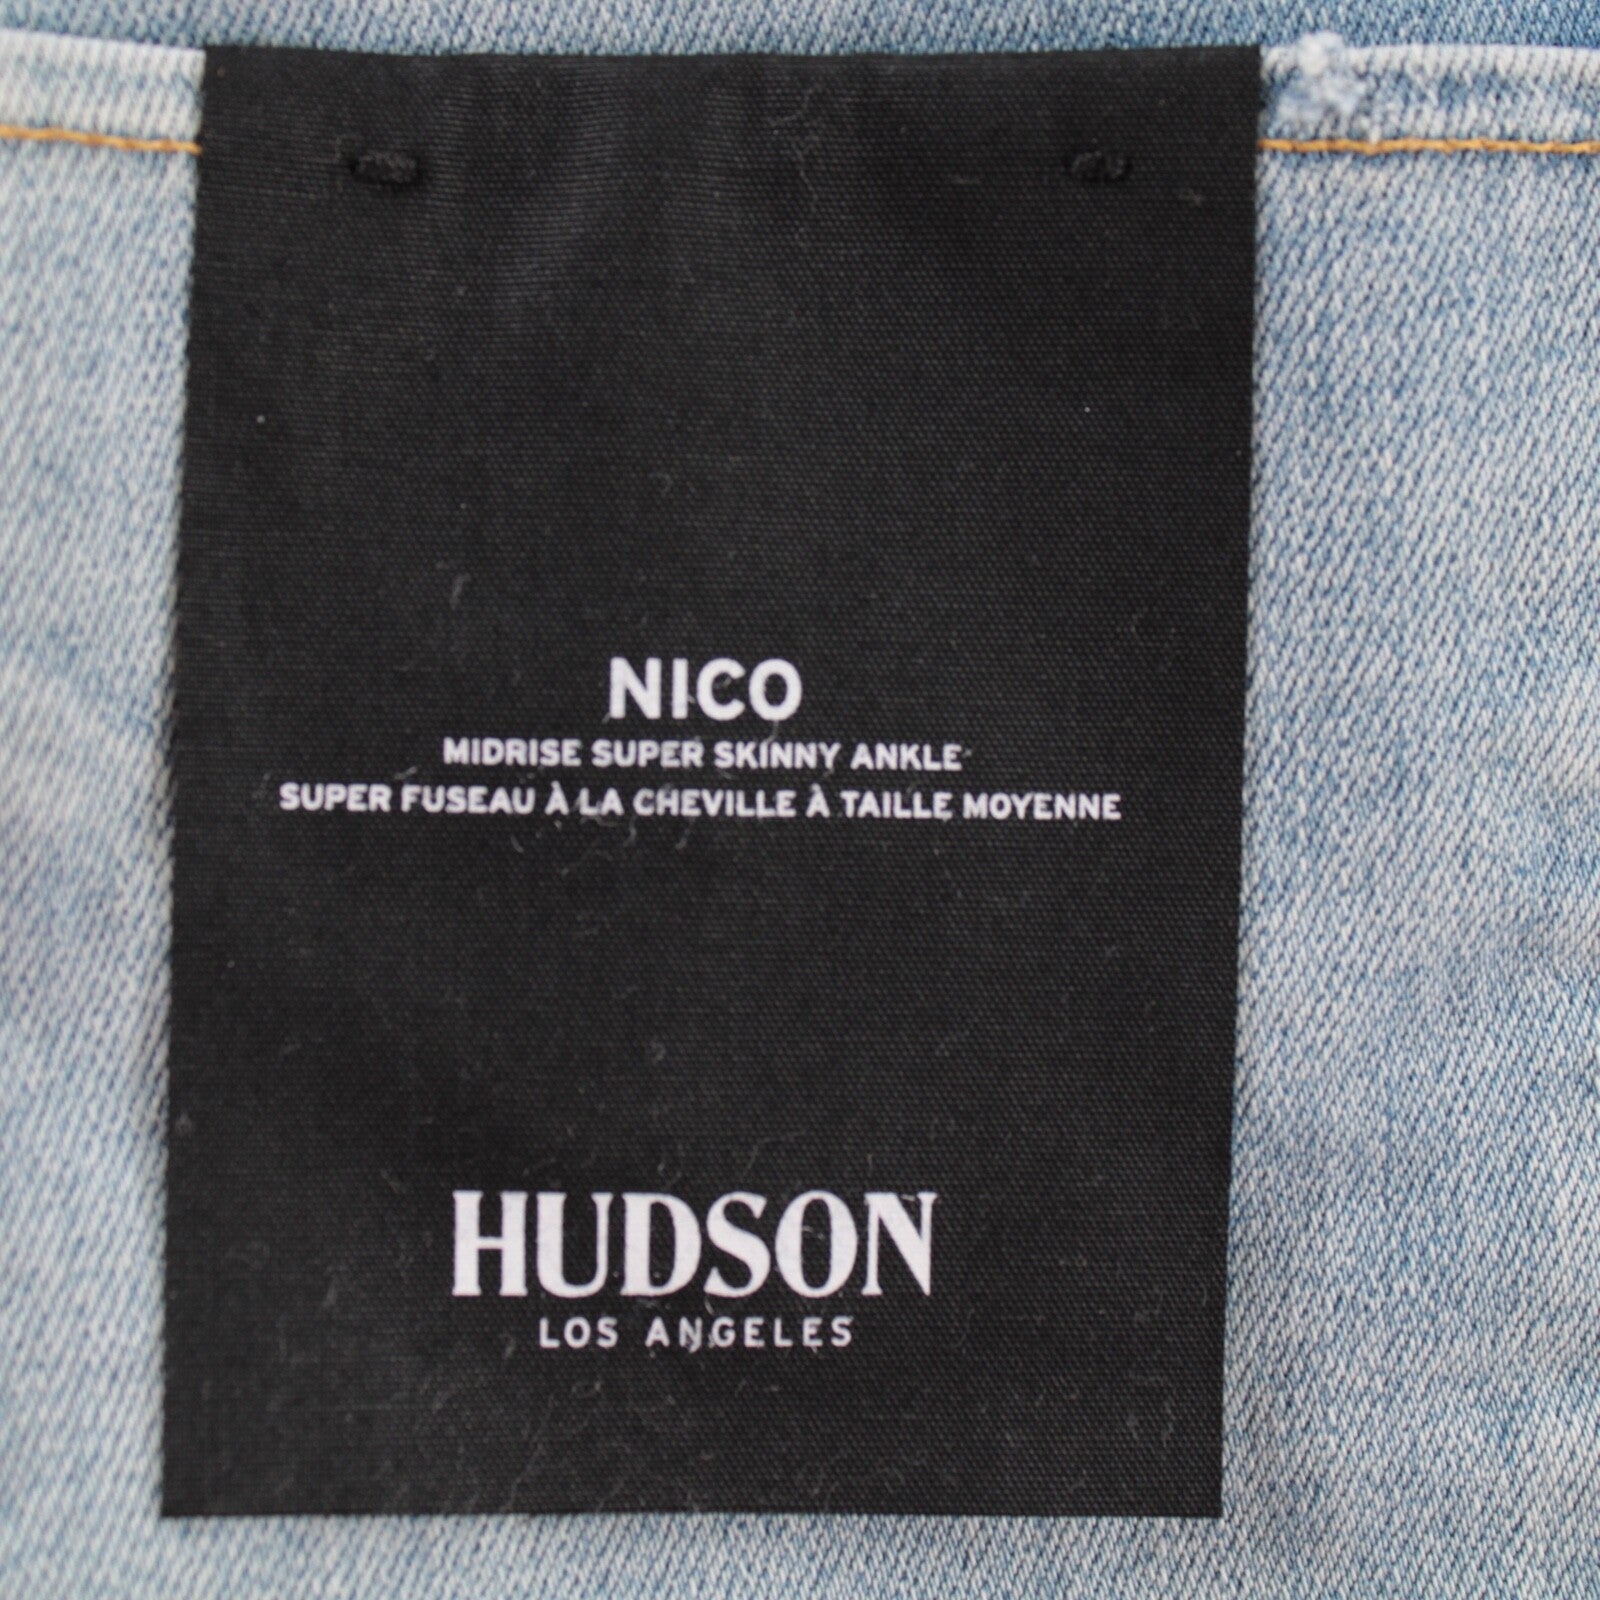 NICO
MIDRISE SUPER SKINNY ANKLE
SUPER FUSEAU À LA CHEVILLE À TAILLE MOYENNE
HUDSON
LOS ANGELES